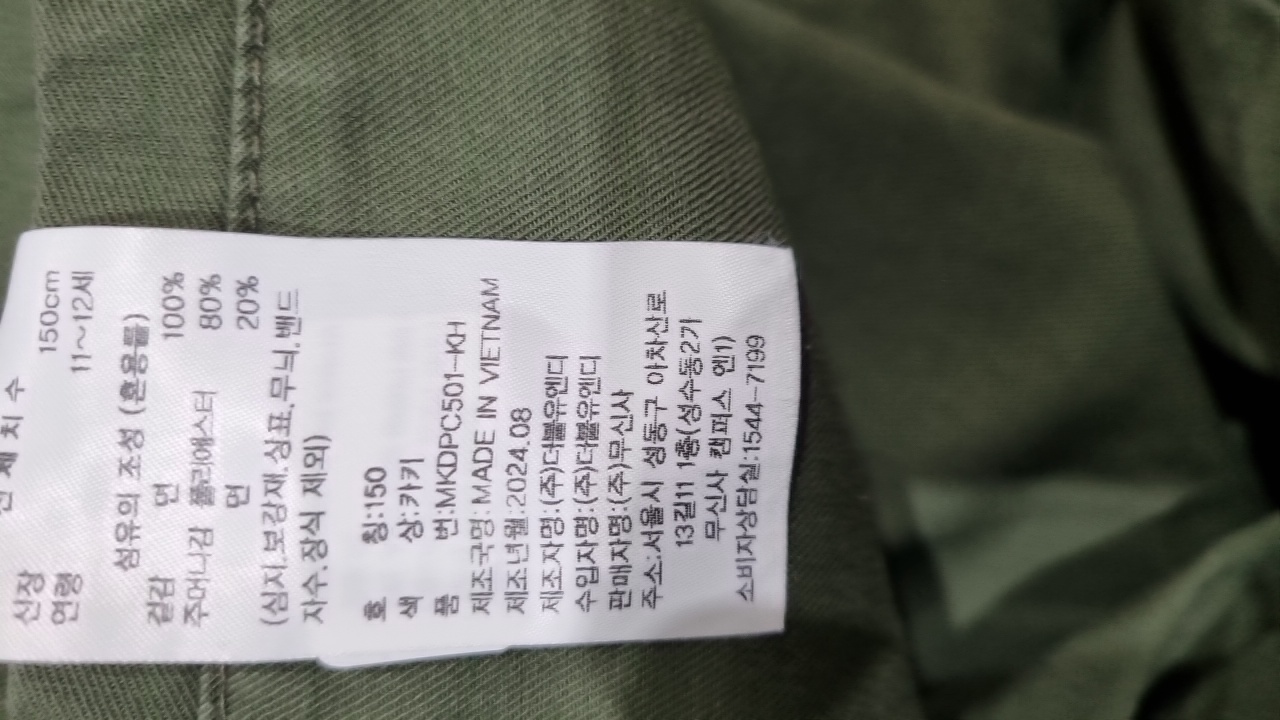 신 체 치 수
신장 150cm
연령 11~12세
섬유의 조성 (혼용률)
겉감 면 100%
주머니감 폴리에스터 80%
면 20%
(심지.보강재.상표.무늬.밴드
자수.장식 제외)
호 칭:150
색 상:카키
품 번:MKDPC501-KH
제조국명:MADE IN VIETNAM
제조년월:2024.08
제조자명:(주)더블유앤디
수입자명:(주)더블유앤디
판매자명:(주)무신사
주소:서울시 성동구 아차산로
13길11 1층(성수동2가
무신사 캠퍼스 엔1)
소비자상담실:1544-7199